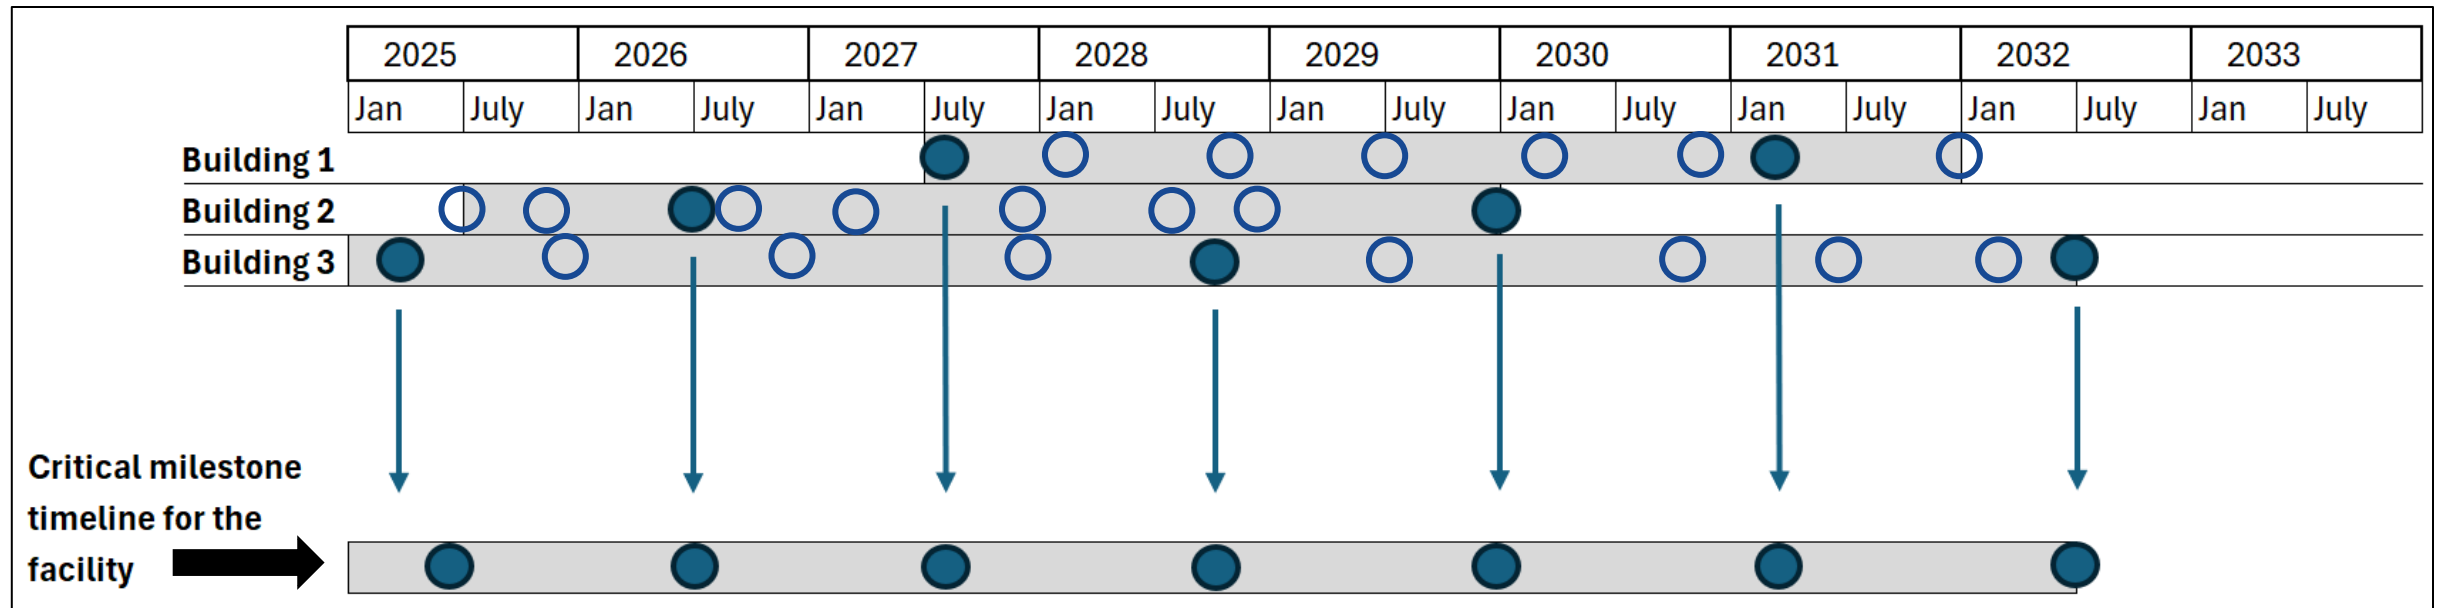 2025 2026 2027 2028 2029 2030 2031 2032 2033
Jan July Jan July Jan July Jan July Jan July Jan July Jan July Jan July Jan July
Building 1
Building 2
Building 3
Critical milestone
timeline for the
facility